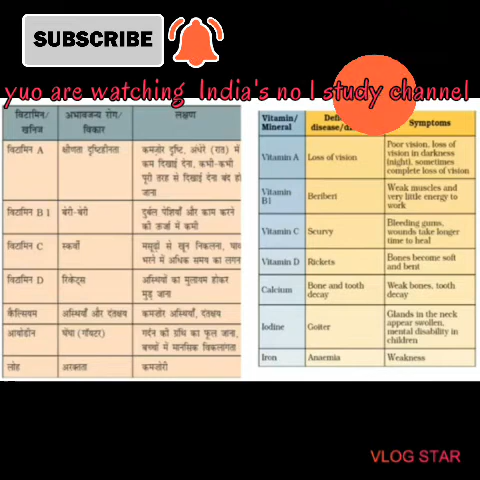 SUBSCRIBE
yuo are watching India's no 1 study channel
विटामिन/ अभावजन्य रोग/ लक्षण
खनिज विकार
विटामिन A क्षीणता दृष्टिहीनता कमजोर दृष्टि, अंधेरे (रात) में
कम दिखाई देना, कभी-कभी
पूरी तरह से दिखाई देना बंद हो
जाना
विटामिन B1 बेरी-बेरी दुर्बल पेशियाँ और काम करने
की ऊर्जा में कमी
विटामिन C स्कर्वी मसूड़ों से खून निकलना,
भरने में अधिक समय का लगना
विटामिन D रिकेट्स अस्थियों का मुलायम होकर
मुड़ जाना
कैल्सियम अस्थियाँ और दंतक्षय कमजोर अस्थियाँ, दंतक्षय
आयोडीन घेंघा (गॉयटर) गर्दन की ग्रंथि का फूल जाना,
बच्चों में मानसिक विकलांगता
लोह अरक्तता कमजोरी
Vitamin/ Symptoms
Mineral
Vitamin A Loss of vision Poor vision, loss of
vision in darkness
(night), sometimes
complete loss of vision
Vitamin Beriberi Weak muscles and
B1 very little energy to
work
Vitamin C Scurvy Bleeding gums,
wounds take longer
time to heal
Vitamin D Rickets Bones become soft
and bent
Calcium Bone and tooth Weak bones, tooth
decay decay
Iodine Goiter Glands in the neck
appear swollen,
mental disability in
children
Iron Anaemia Weakness
VLOG STAR